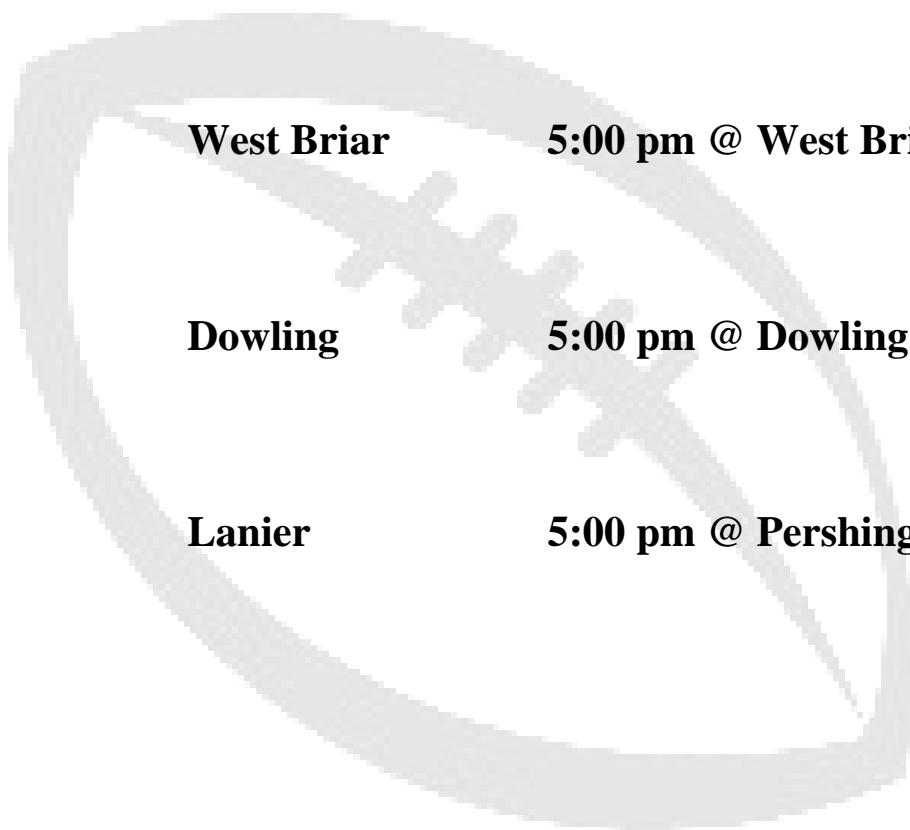 West Briar 5:00 pm @ West Bri
Dowling 5:00 pm @ Dowling
Lanier 5:00 pm @ Pershing